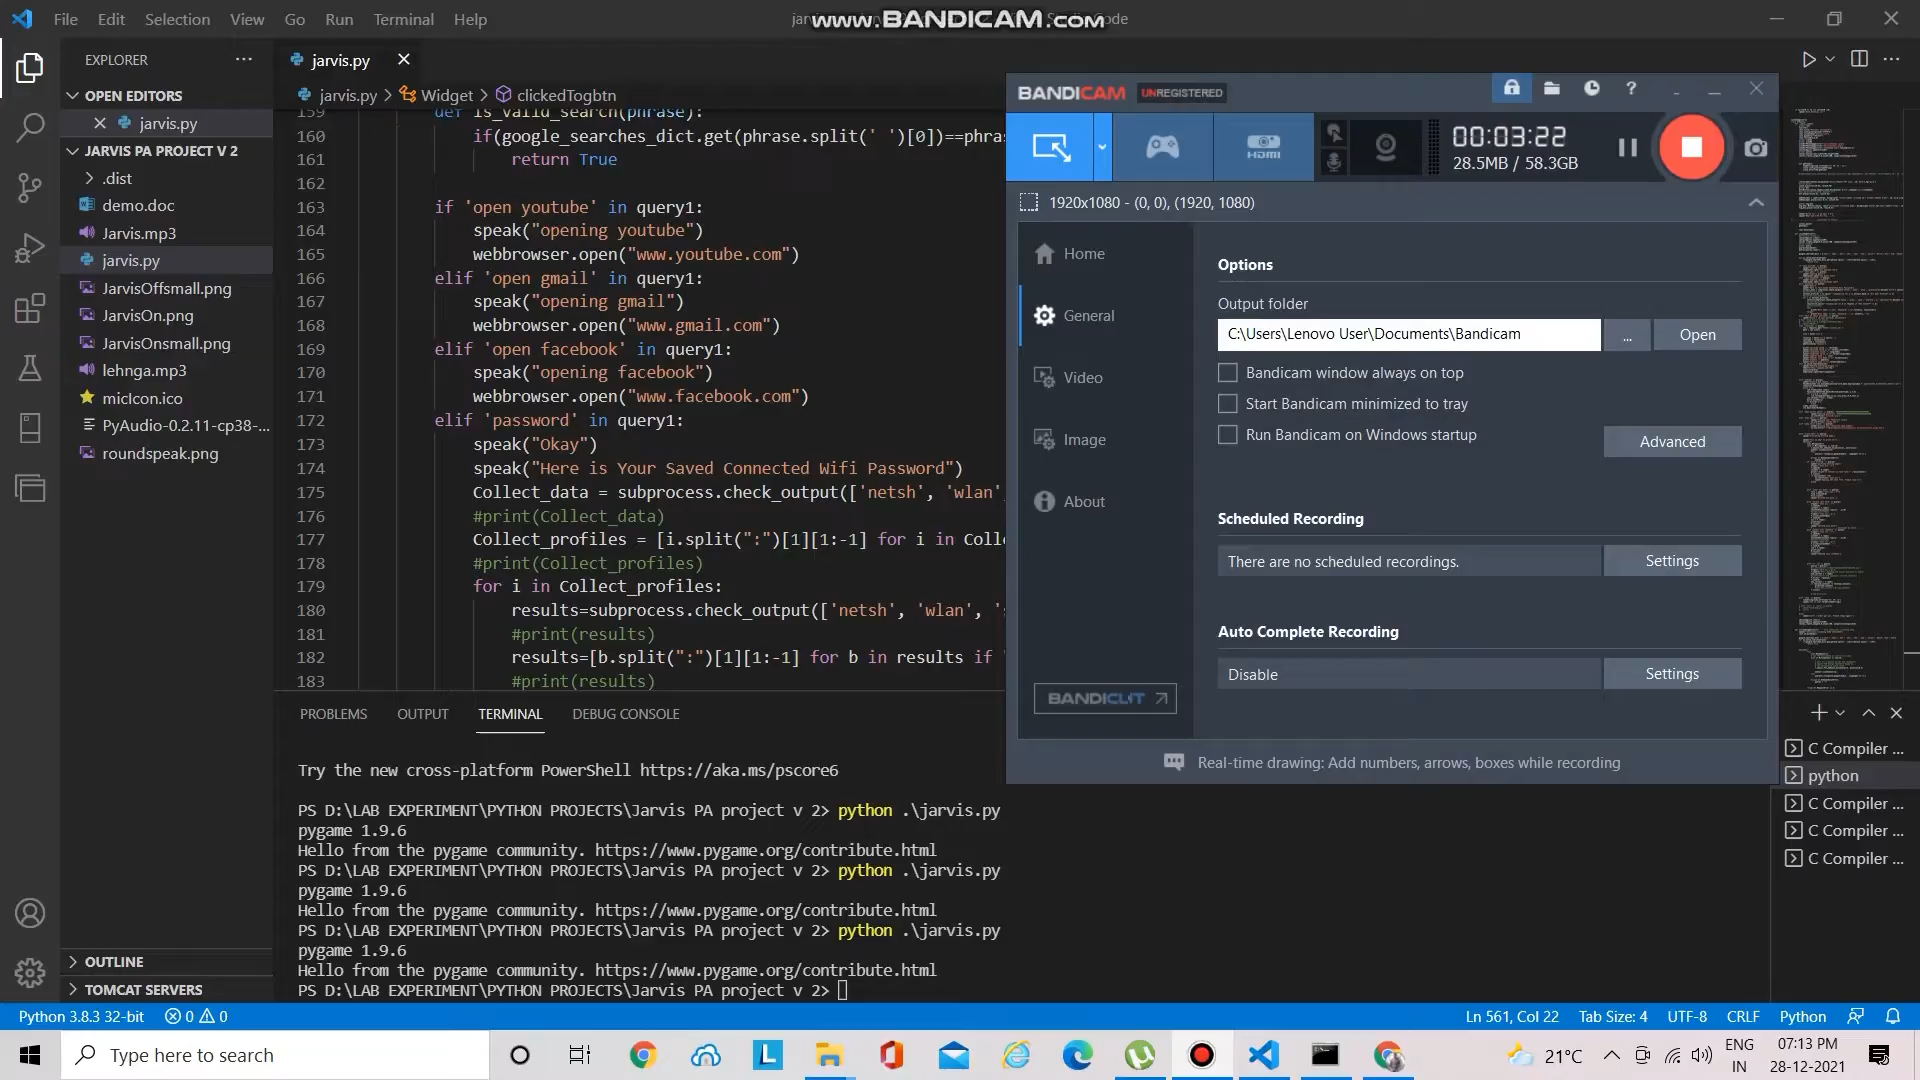 File Edit Selection View Go Run Terminal Help
www.BANDICAM.com
Code
EXPLORER
OPEN EDITORS
jarvis.py
JARVIS PA PROJECT V 2
.dist
demo.doc
Jarvis.mp3
jarvis.py
JarvisOffsmall.png
JarvisOn.png
JarvisOnsmall.png
lehnga.mp3
micIcon.ico
PyAudio-0.2.11-cp38-...
roundspeak.png
OUTLINE
TOMCAT SERVERS
jarvis.py
jarvis.py > Widget > clickedTogbtn
159 def is_valid_search(phrase):
160 if(google_searches_dict.get(phrase.split(' ')[0])==phra
161 return True
162
163 if 'open youtube' in query1:
164 speak("opening youtube")
165 webbrowser.open("www.youtube.com")
166 elif 'open gmail' in query1:
167 speak("opening gmail")
168 webbrowser.open("www.gmail.com")
169 elif 'open facebook' in query1:
170 speak("opening facebook")
171 webbrowser.open("www.facebook.com")
172 elif 'password' in query1:
173 speak("Okay")
174 speak("Here is Your Saved Connected Wifi Password")
175 Collect_data = subprocess.check_output(['netsh', 'wlan'
176 #print(Collect_data)
177 Collect_profiles = [i.split(":")[1][1:-1] for i in Coll
178 #print(Collect_profiles)
179 for i in Collect_profiles:
180 results=subprocess.check_output(['netsh', 'wlan', '
181 #print(results)
182 results=[b.split(":")[1][1:-1] for b in results if
183 #print(results)
BANDICAM UNREGISTERED
HDMI
00:03:22
28.5MB / 58.3GB
1920x1080 - (0, 0), (1920, 1080)
Home
General
Video
Image
About
BANDICUT
Options
Output folder
C:\Users\Lenovo User\Documents\Bandicam
... Open
Bandicam window always on top
Start Bandicam minimized to tray
Run Bandicam on Windows startup
Advanced
Scheduled Recording
There are no scheduled recordings. Settings
Auto Complete Recording
Disable Settings
Real-time drawing: Add numbers, arrows, boxes while recording
PROBLEMS OUTPUT TERMINAL DEBUG CONSOLE
Try the new cross-platform PowerShell https://aka.ms/pscore6
PS D:\LAB EXPERIMENT\PYTHON PROJECTS\Jarvis PA project v 2> python .\jarvis.py
pygame 1.9.6
Hello from the pygame community. https://www.pygame.org/contribute.html
PS D:\LAB EXPERIMENT\PYTHON PROJECTS\Jarvis PA project v 2> python .\jarvis.py
pygame 1.9.6
Hello from the pygame community. https://www.pygame.org/contribute.html
PS D:\LAB EXPERIMENT\PYTHON PROJECTS\Jarvis PA project v 2> python .\jarvis.py
pygame 1.9.6
Hello from the pygame community. https://www.pygame.org/contribute.html
PS D:\LAB EXPERIMENT\PYTHON PROJECTS\Jarvis PA project v 2>
C Compiler ...
python
C Compiler ...
C Compiler ...
C Compiler ...
Python 3.8.3 32-bit 0 0 Ln 561, Col 22 Tab Size: 4 UTF-8 CRLF Python
Type here to search
21°C
ENG
IN
07:13 PM
28-12-2021